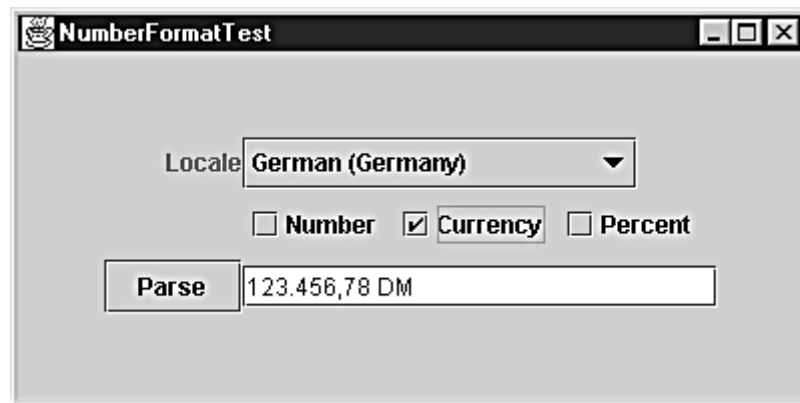 NumberFormatTest
Locale German (Germany)
Number Currency Percent
Parse 123.456,78 DM